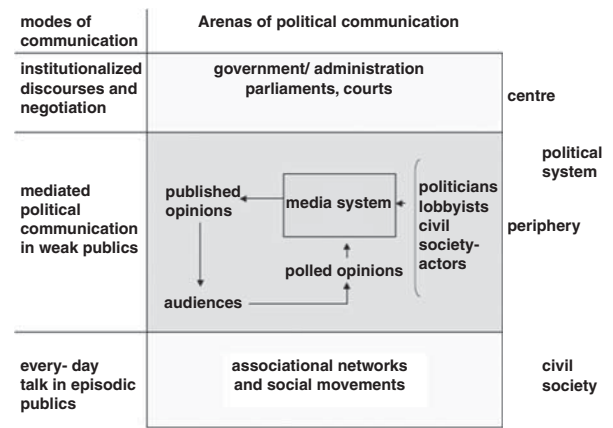 modes of
communication
Arenas of political communication
institutionalized
discourses and
negotiation
government/ administration
parliaments, courts
centre
political
system
mediated
political
communication
in weak publics
published
opinions
media system
politicians
lobbyists
civil
society-
actors
periphery
polled opinions
audiences
every- day
talk in episodic
publics
associational networks
and social movements
civil
society